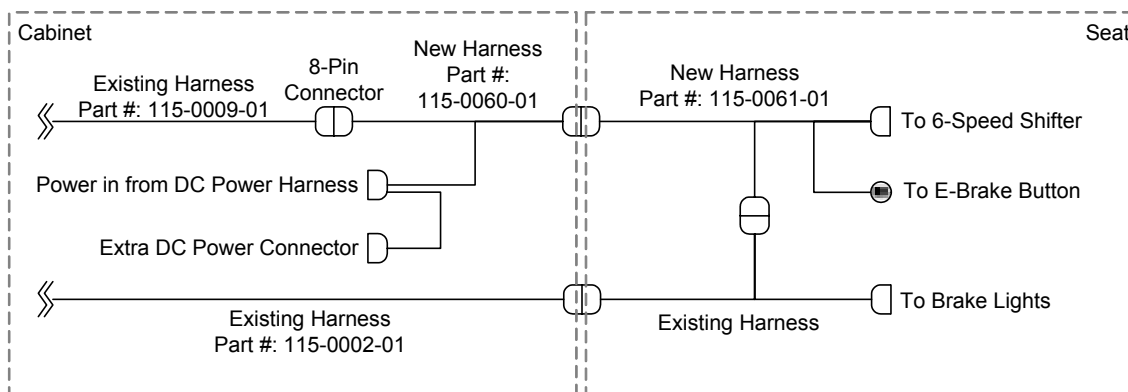 Cabinet
Seat
Existing Harness
Part #: 115-0009-01
8-Pin
Connector
New Harness
Part #:
115-0060-01
New Harness
Part #: 115-0061-01
To 6-Speed Shifter
Power in from DC Power Harness
To E-Brake Button
Extra DC Power Connector
To Brake Lights
Existing Harness
Part #: 115-0002-01
Existing Harness